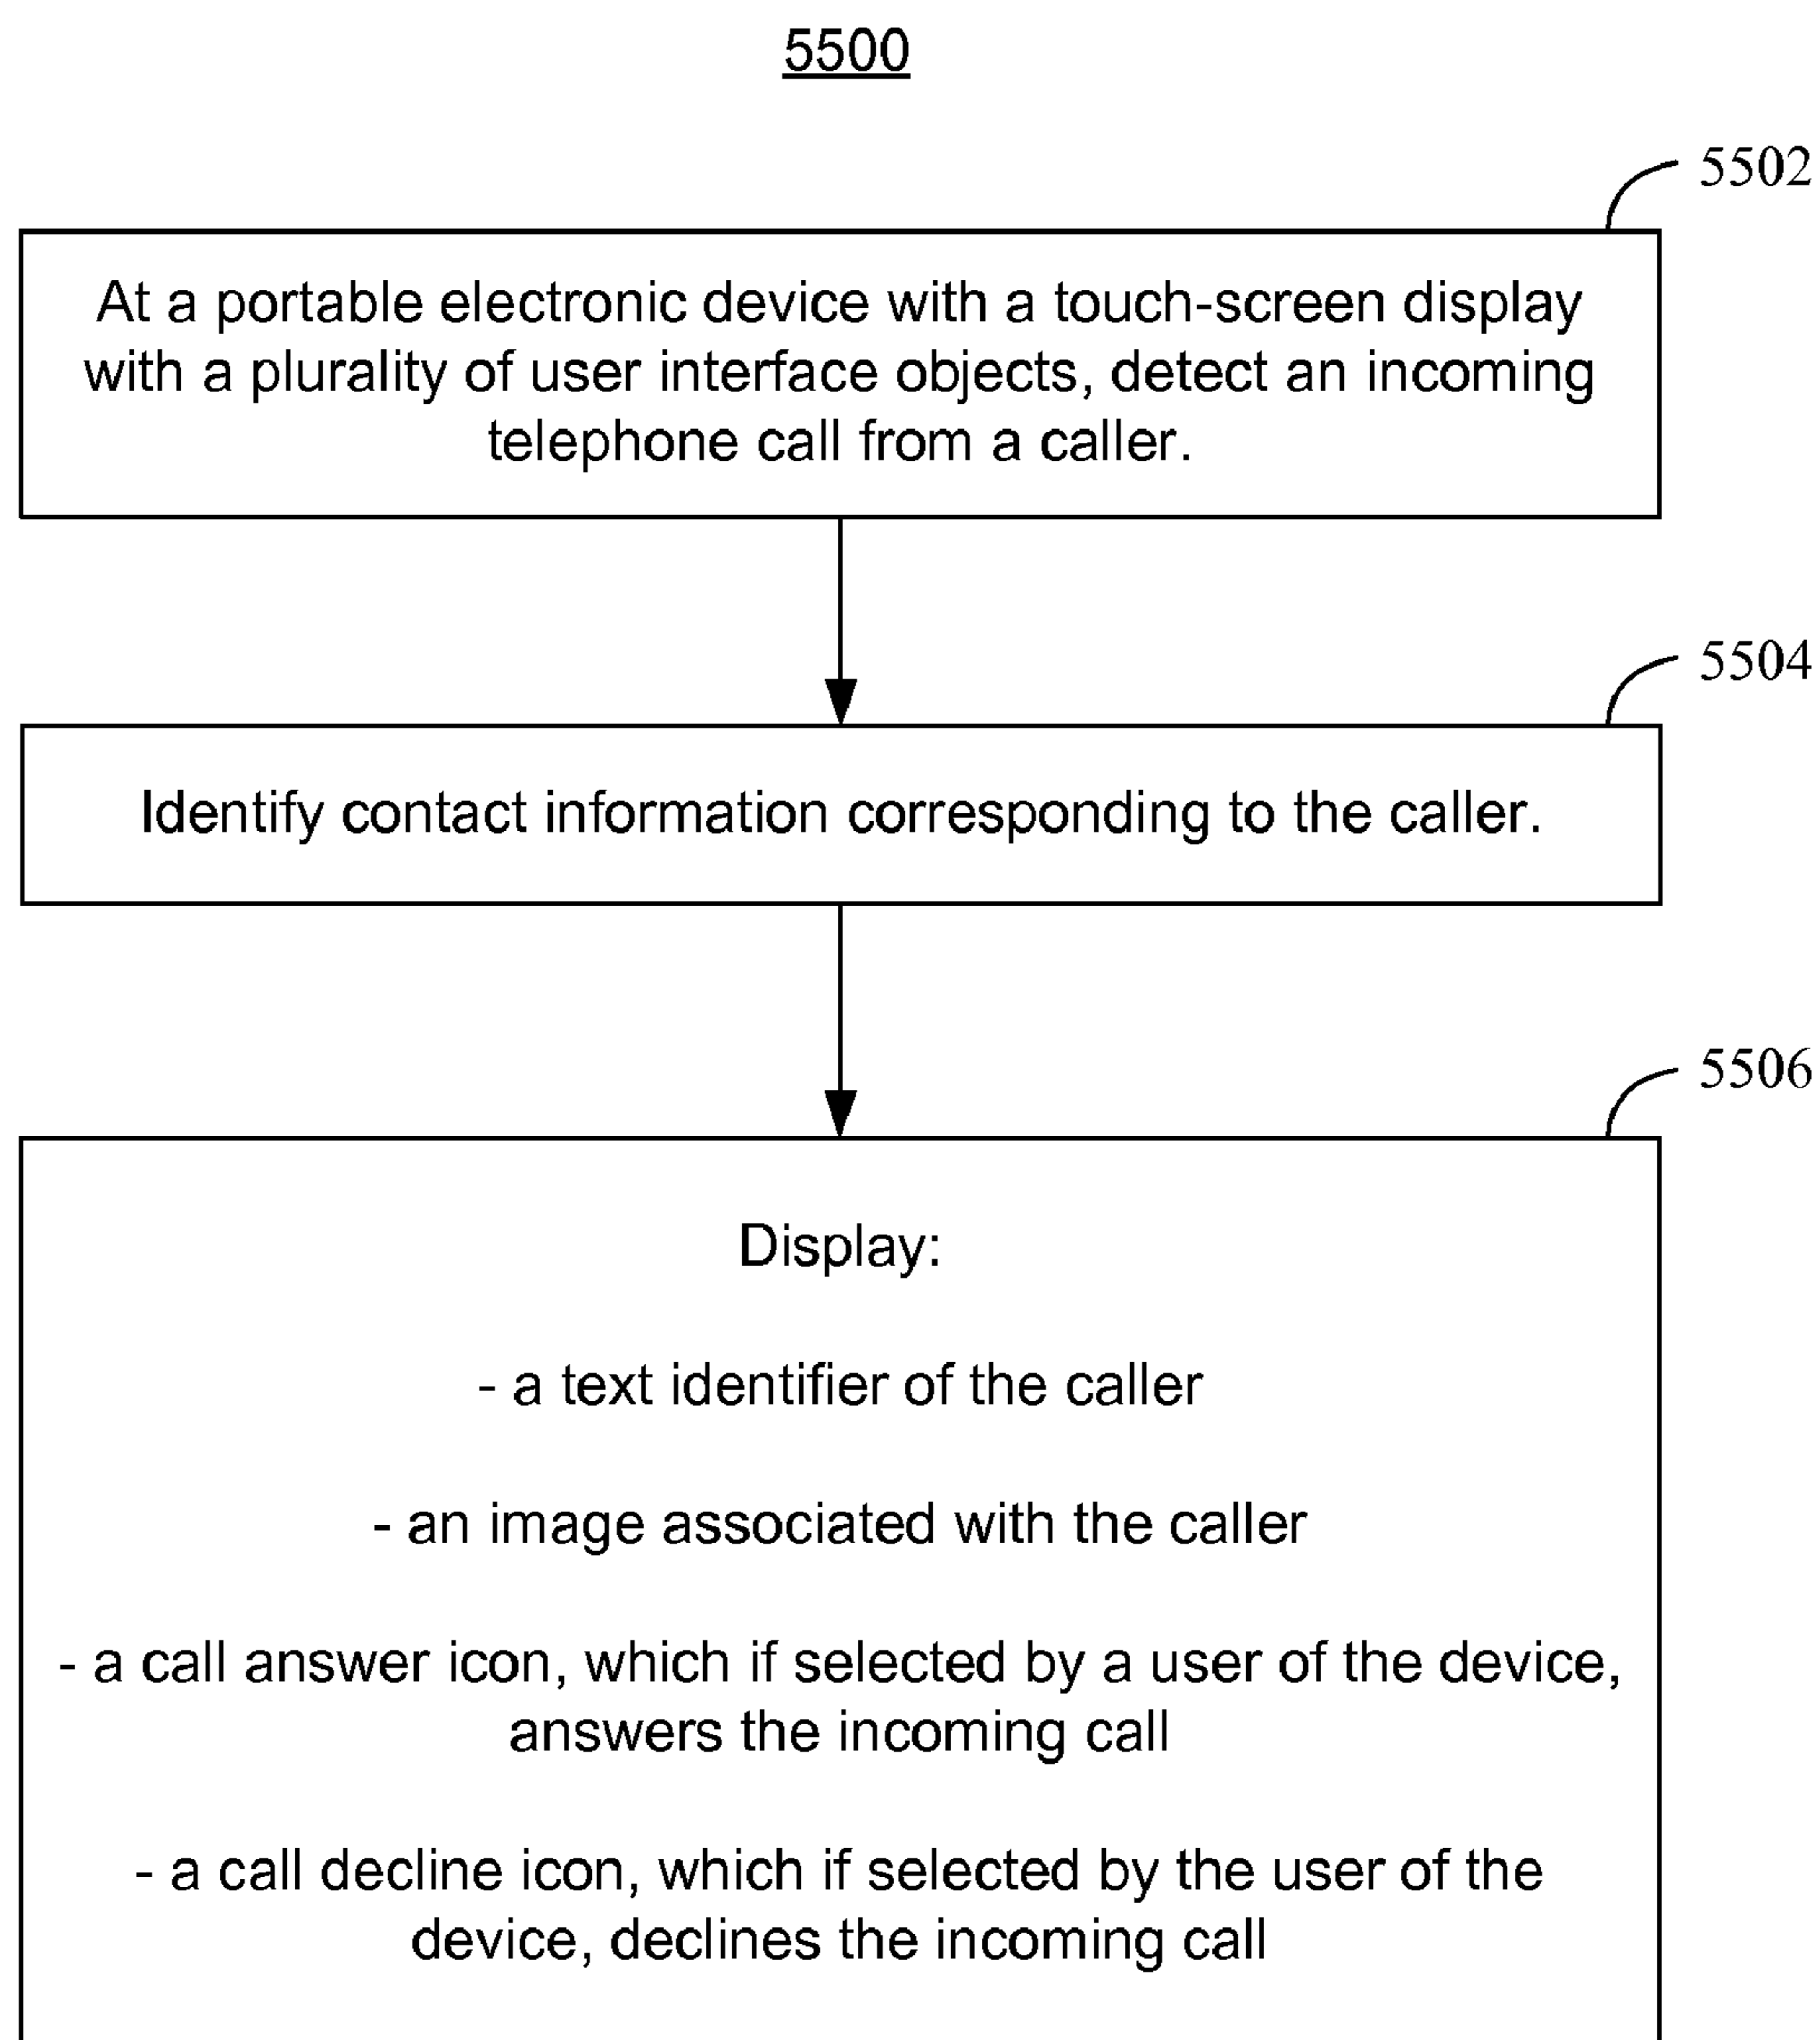 5500
5502
At a portable electronic device with a touch-screen display
with a plurality of user interface objects, detect an incoming
telephone call from a caller.
5504
Identify contact information corresponding to the caller.
5506
Display:
- a text identifier of the caller
- an image associated with the caller
- a call answer icon, which if selected by a user of the device,
answers the incoming call
- a call decline icon, which if selected by the user of the
device, declines the incoming call